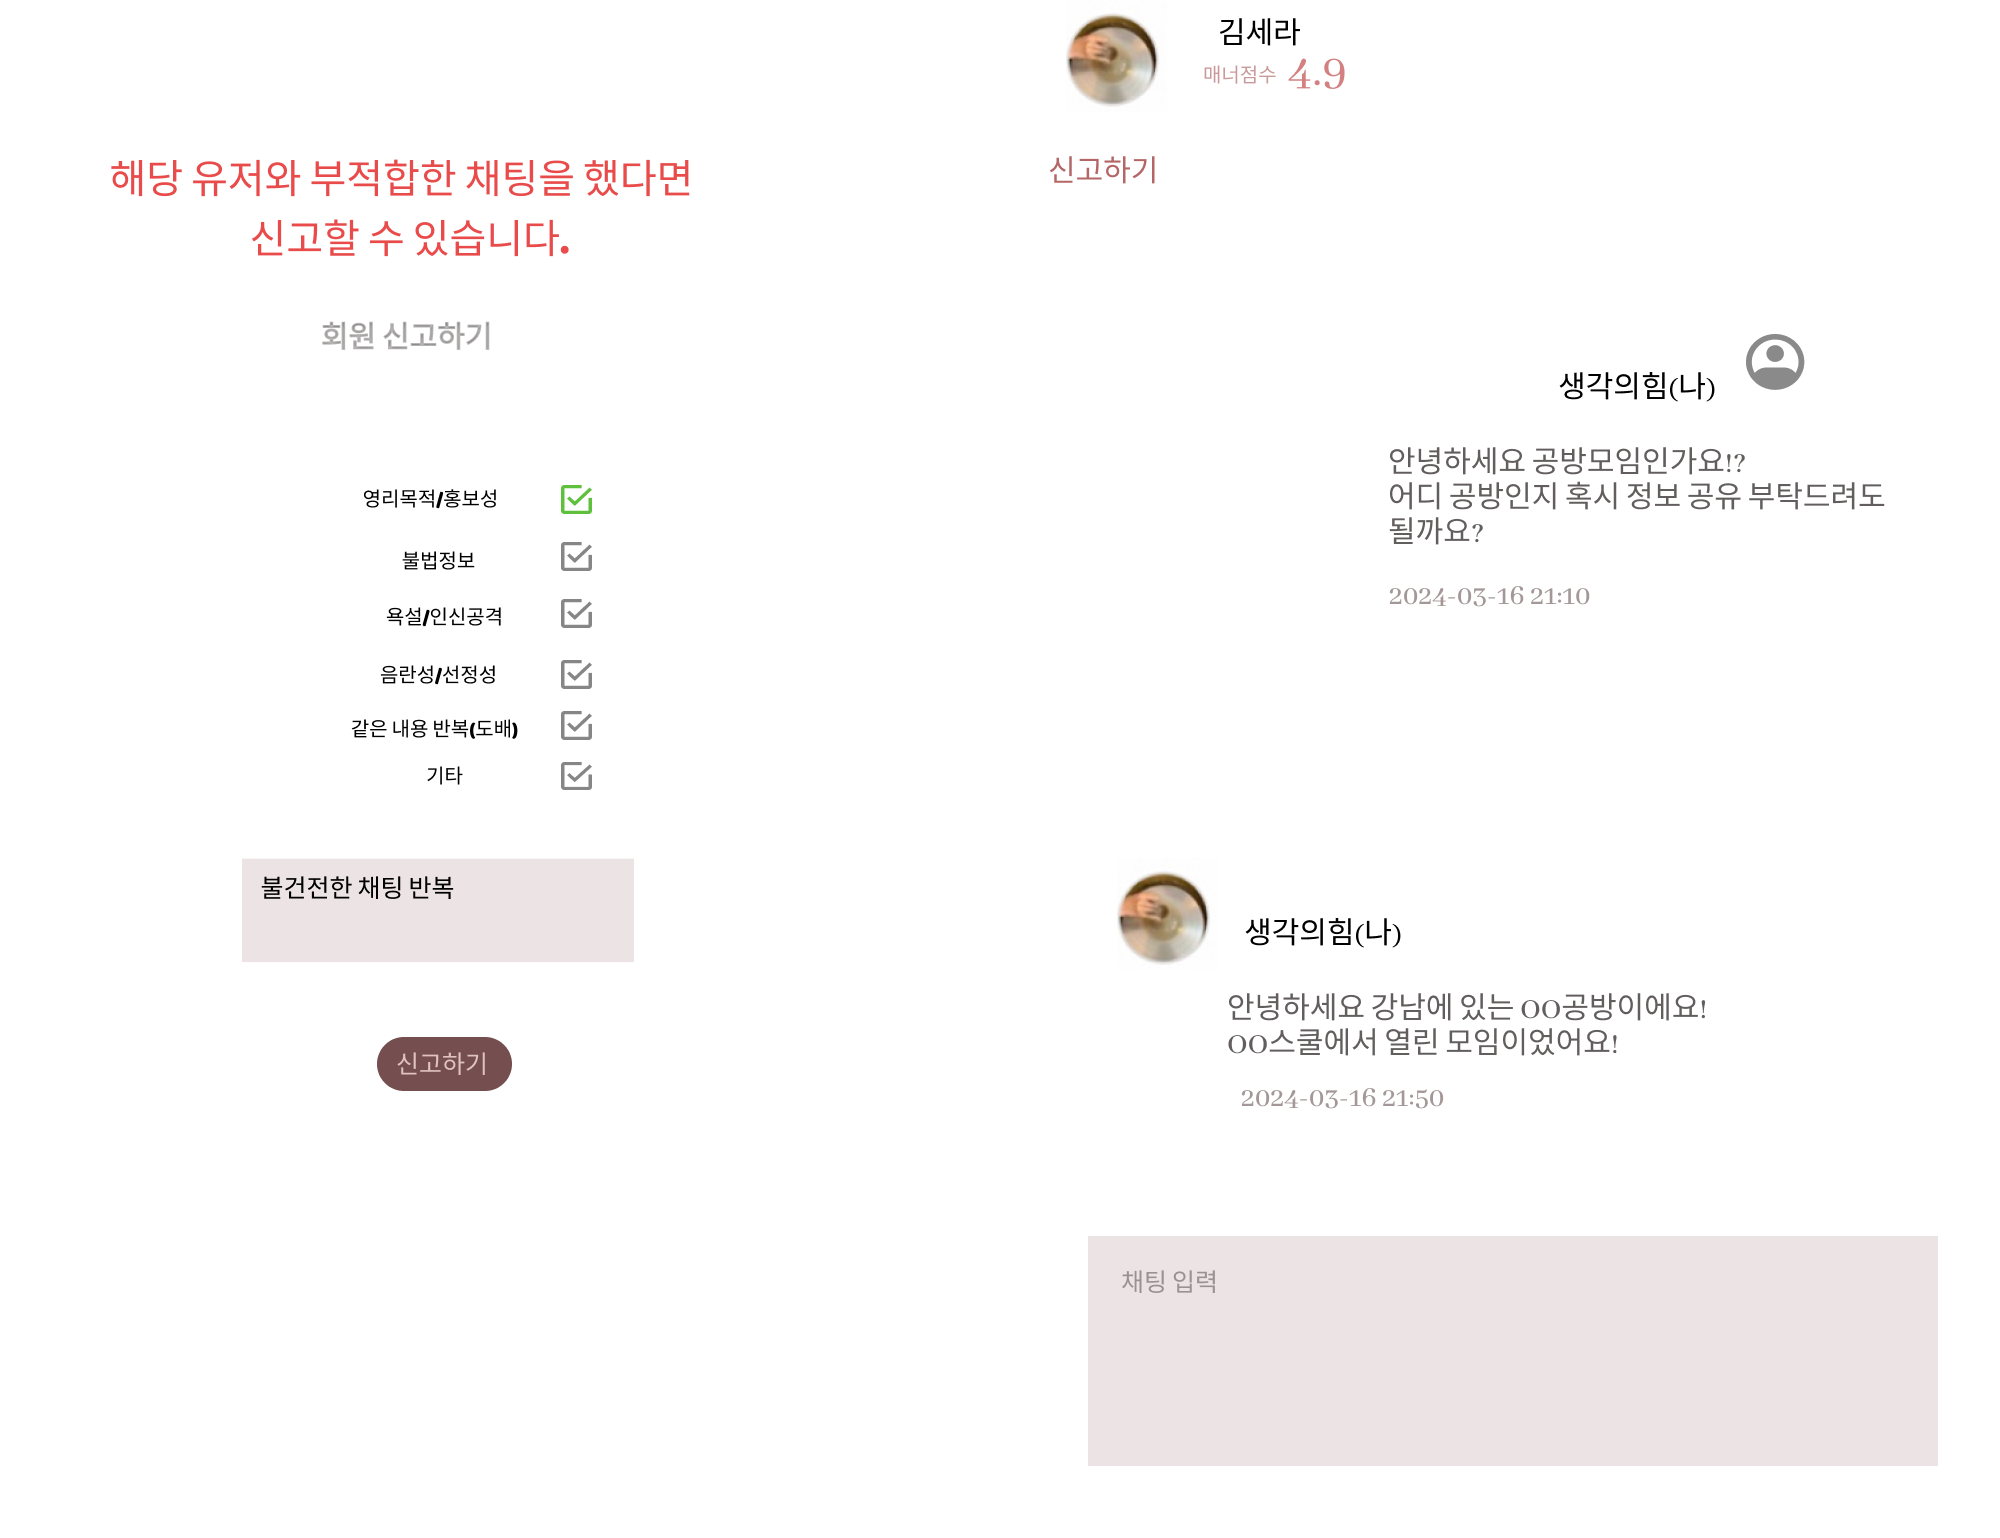 해당 유저와 부적합한 채팅을 했다면
신고할 수 있습니다.
회원 신고하기
영리목적/홍보성
불법정보
욕설/인신공격
음란성/선정성
같은 내용 반복(도배)
기타
불건전한 채팅 반복
신고하기
김세라
매너점수 4.9
신고하기
생각의힘(나)
안녕하세요 공방모임인가요!?
어디 공방인지 혹시 정보 공유 부탁드려도
될까요?
2024-03-16 21:10
생각의힘(나)
안녕하세요 강남에 있는 OO공방이에요!
OO스쿨에서 열린 모임이었어요!
2024-03-16 21:50
채팅 입력